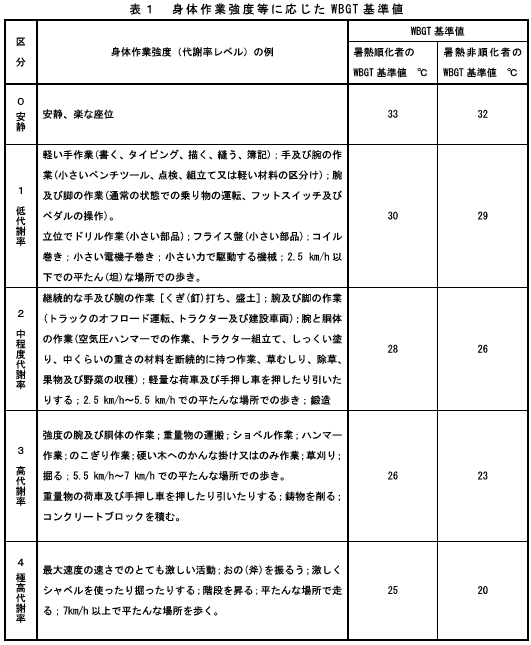 表１ 身体作業強度等に応じたWBGT基準値
区分
身体作業強度（代謝率レベル）の例
WBGT基準値
暑熱順化者の
WBGT基準値 ℃
暑熱非順化者の
WBGT基準値 ℃
０
安静
安静、楽な座位
33
32
１
低代謝率
軽い手作業(書く、タイピング、描く、縫う、簿記)；手及び腕の作
業(小さいペンチツール、点検、組立て又は軽い材料の区分け)；腕
及び脚の作業(通常の状態での乗り物の運転、フットスイッチ及び
ペダルの操作)。
立位でドリル作業(小さい部品)；フライス盤(小さい部品)；コイル
巻き；小さい電機子巻き；小さい力で駆動する機械；2.5 km/h以
下での平たん(坦)な場所での歩き。
30
29
２
中程度代謝率
継続的な手及び腕の作業［くぎ(釘)打ち、盛土］；腕及び脚の作業
(トラックのオフロード運転、トラクター及び建設車両)；腕と胴体
の作業(空気圧ハンマーでの作業、トラクター組立て、しっくい塗
り、中くらいの重さの材料を断続的に持つ作業、草むしり、除草、
果物及び野菜の収穫)；軽量な荷車及び手押し車を押したり引いた
りする；2.5 km/h～5.5 km/hでの平たんな場所での歩き；鍛造
28
26
３
高代謝率
強度の腕及び胴体の作業；重量物の運搬；ショベル作業；ハンマー
作業；のこぎり作業；硬い木へのかんな掛け又はのみ作業；草刈り；
掘る；5.5 km/h～7 km/hでの平たんな場所での歩き。
重量物の荷車及び手押し車を押したり引いたりする；鋳物を削る；
コンクリートブロックを積む。
26
23
４
極高代謝率
最大速度の速さでのとても激しい活動；おの(斧)を振るう；激しく
シャベルを使ったり掘ったりする；階段を昇る；平たんな場所で走
る；7km/h以上で平たんな場所を歩く。
25
20